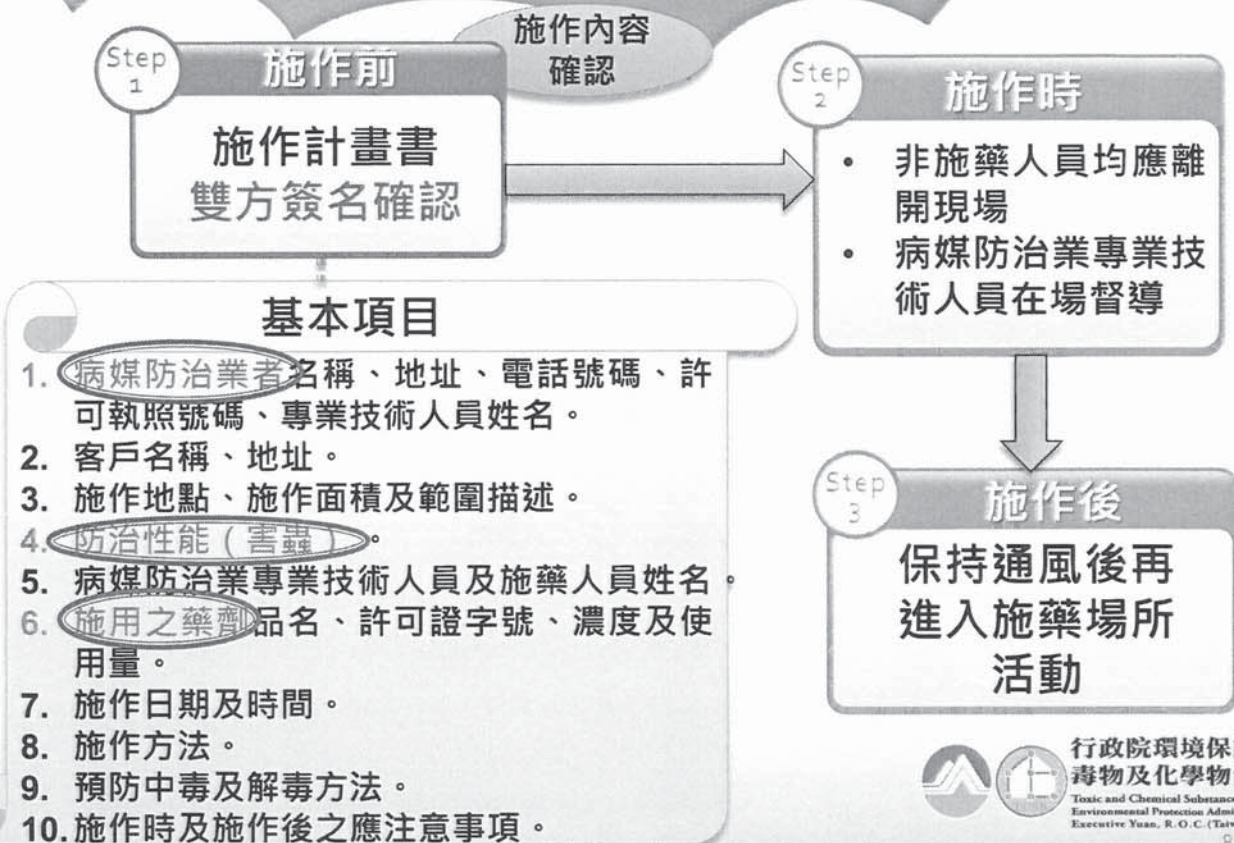 施作內容
確認
Step
1
施作前
施作計畫書
雙方簽名確認
基本項目
1. 病媒防治業者名稱、地址、電話號碼、許
可執照號碼、專業技術人員姓名。
2. 客戶名稱、地址。
3. 施作地點、施作面積及範圍描述。
4. 防治性能(害蟲)。
5. 病媒防治業專業技術人員及施藥人員姓名。
6. 施用之藥劑品名、許可證字號、濃度及使
用量。
7. 施作日期及時間。
8. 施作方法。
9. 預防中毒及解毒方法。
10.施作時及施作後之應注意事項。
Step
2
施作時
• 非施藥人員均應離
開現場
• 病媒防治業專業技
術人員在場督導
Step
3
施作後
保持通風後再
進入施藥場所
活動
行政院環境保
毒物及化學物
Toxic and Chemical Substance
Environmental Protection Admi
Executive Yuan, R.O.C.(Taiw